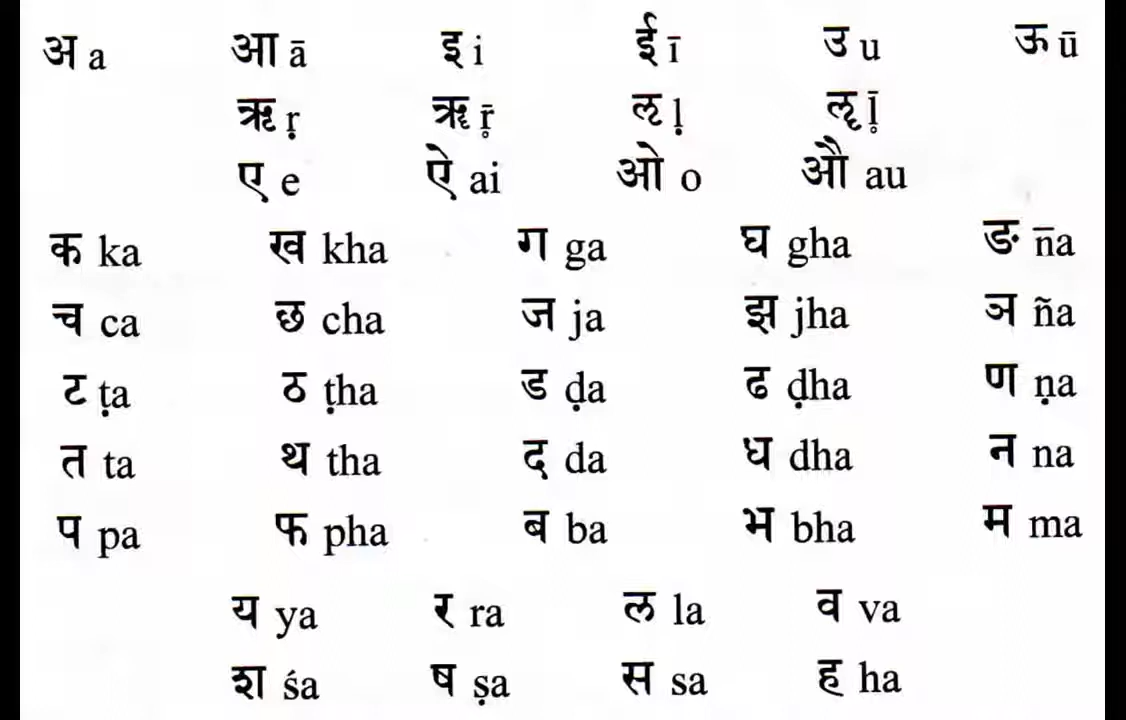 अ a आ ā इ i ई ī उ u ऊ ū
ऋ ṛ ॠ ṝ̥ ऌ ḷ ॡ ḹ̥
ए e ऐ ai ओ o औ au
क ka ख kha ग ga घ gha ङ n̄a
च ca छ cha ज ja झ jha ञ ña
ट ṭa ठ ṭha ड ḍa ढ ḍha ण ṇa
त ta थ tha द da ध dha न na
प pa फ pha ब ba भ bha म ma
य ya र ra ल la व va
श śa ष ṣa स sa ह ha